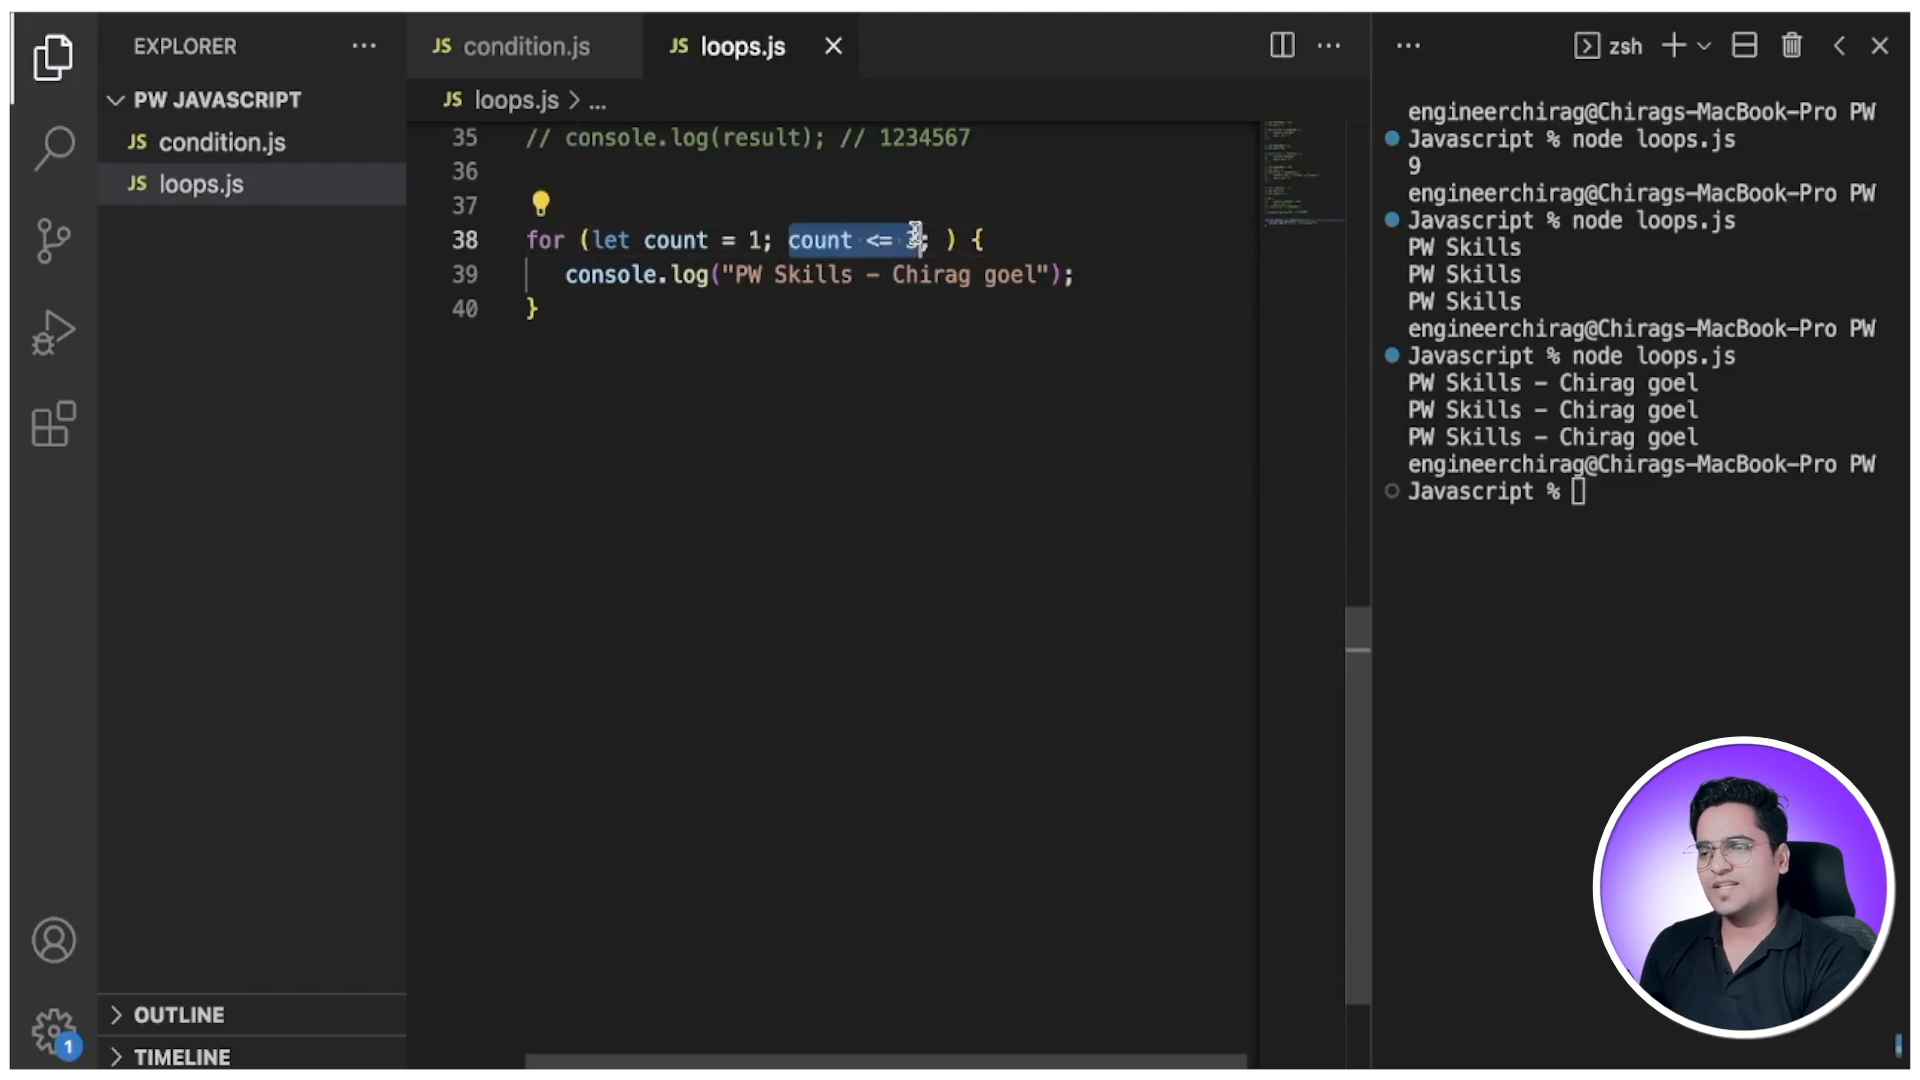 EXPLORER
PW JAVASCRIPT
JS condition.js
JS loops.js
OUTLINE
TIMELINE
1
JS condition.js
JS loops.js
JS loops.js > ...
35 // console.log(result); // 1234567
36
37
38 for (let count = 1; count <= 3; ) {
39 console.log("PW Skills - Chirag goel");
40 }
zsh
engineerchirag@Chirags-MacBook-Pro PW
Javascript % node loops.js
9
engineerchirag@Chirags-MacBook-Pro PW
Javascript % node loops.js
PW Skills
PW Skills
PW Skills
engineerchirag@Chirags-MacBook-Pro PW
Javascript % node loops.js
PW Skills - Chirag goel
PW Skills - Chirag goel
PW Skills - Chirag goel
engineerchirag@Chirags-MacBook-Pro PW
Javascript %